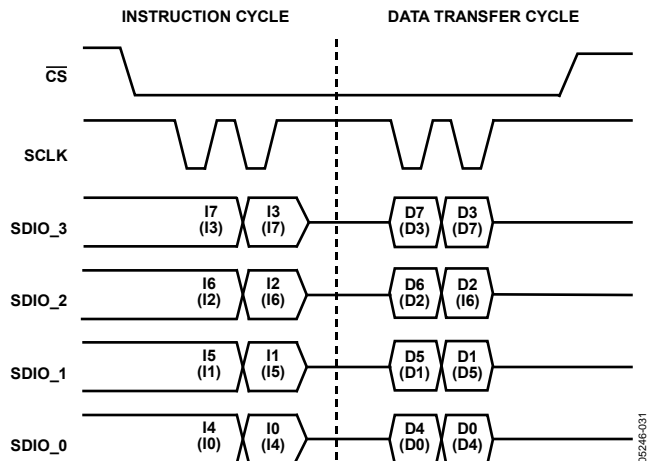 INSTRUCTION CYCLE DATA TRANSFER CYCLE
CS
SCLK
SDIO_3 I7 I3 D7 D3
(I3) (I7) (D3) (D7)
SDIO_2 I6 I2 D6 D2
(I2) (I6) (D2) (I6)
SDIO_1 I5 I1 D5 D1
(I1) (I5) (D1) (D5)
SDIO_0 I4 I0 D4 D0
(I0) (I4) (D0) (D4)
05246-031